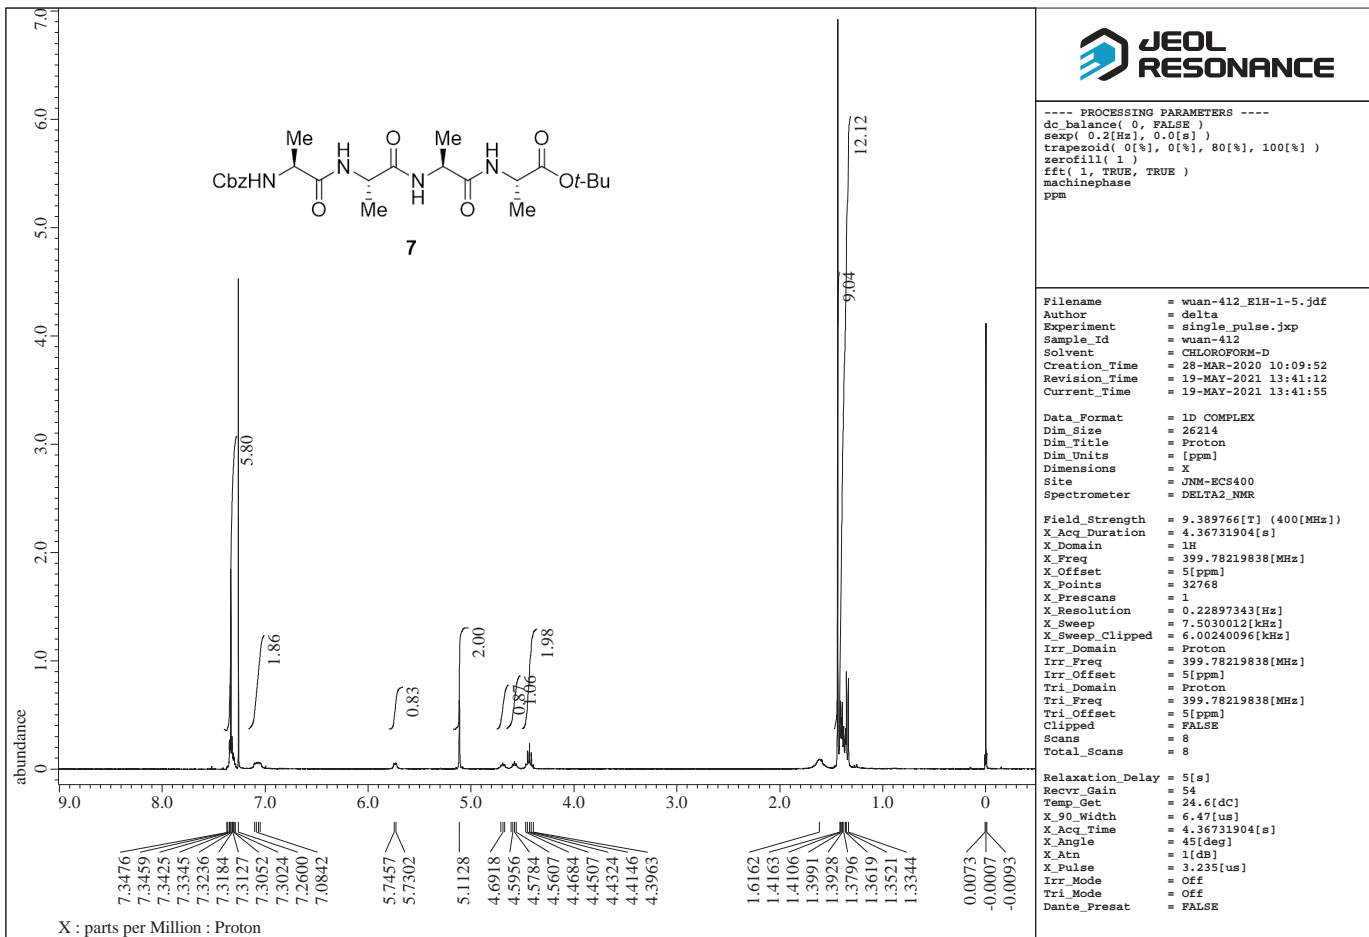 7.0
6.0
5.0
4.0
3.0
2.0
1.0
0
abundance
Me
O
Me
O
H
N
H
N
CbzHN
N
H
Ot-Bu
O
Me
O
Me
7
5.80
1.86
0.83
2.00
0.87
1.06
1.98
9.04
12.12
9.0 8.0 7.0 6.0 5.0 4.0 3.0 2.0 1.0 0
7.3476
7.3459
7.3425
7.3345
7.3236
7.3184
7.3127
7.3052
7.3024
7.2600
7.0842
5.7457
5.7302
5.1128
4.6918
4.5956
4.5784
4.5607
4.4684
4.4507
4.4324
4.4146
4.3963
1.6162
1.4163
1.4106
1.3991
1.3928
1.3796
1.3619
1.3521
1.3344
0.0073
-0.0007
-0.0093
X : parts per Million : Proton
JEOL
RESONANCE
---- PROCESSING PARAMETERS ----
dc_balance( 0, FALSE )
sexp( 0.2[Hz], 0.0[s] )
trapezoid( 0[%], 0[%], 80[%], 100[%] )
zerofill( 1 )
fft( 1, TRUE, TRUE )
machinephase
ppm
Filename = wuan-412_E1H-1-5.jdf
Author = delta
Experiment = single_pulse.jxp
Sample_Id = wuan-412
Solvent = CHLOROFORM-D
Creation_Time = 28-MAR-2020 10:09:52
Revision_Time = 19-MAY-2021 13:41:12
Current_Time = 19-MAY-2021 13:41:55
Data_Format = 1D COMPLEX
Dim_Size = 26214
Dim_Title = Proton
Dim_Units = [ppm]
Dimensions = X
Site = JNM-ECS400
Spectrometer = DELTA2_NMR
Field_Strength = 9.389766[T] (400[MHz])
X_Acq_Duration = 4.36731904[s]
X_Domain = 1H
X_Freq = 399.78219838[MHz]
X_Offset = 5[ppm]
X_Points = 32768
X_Prescans = 1
X_Resolution = 0.22897343[Hz]
X_Sweep = 7.5030012[kHz]
X_Sweep_Clipped = 6.00240096[kHz]
Irr_Domain = Proton
Irr_Freq = 399.78219838[MHz]
Irr_Offset = 5[ppm]
Tri_Domain = Proton
Tri_Freq = 399.78219838[MHz]
Tri_Offset = 5[ppm]
Clipped = FALSE
Scans = 8
Total_Scans = 8
Relaxation_Delay = 5[s]
Recvr_Gain = 54
Temp_Get = 24.6[dC]
X_90_Width = 6.47[us]
X_Acq_Time = 4.36731904[s]
X_Angle = 45[deg]
X_Atn = 1[dB]
X_Pulse = 3.235[us]
Irr_Mode = Off
Tri_Mode = Off
Dante_Presat = FALSE